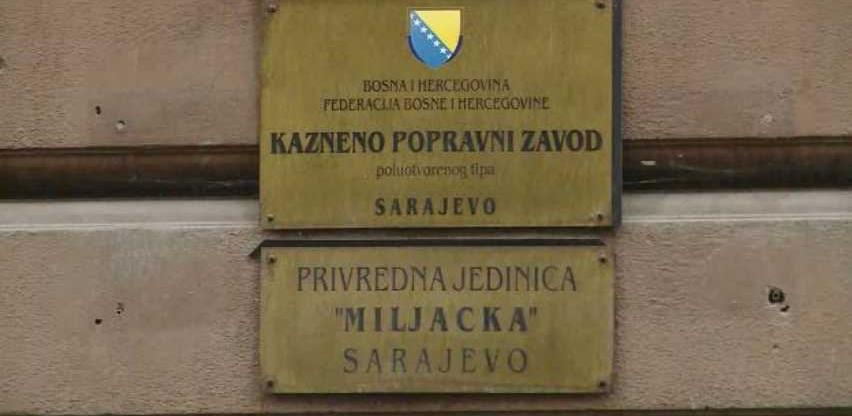 BOSNA I HERCEGOVINA
FEDERACIJA BOSNE I HERCEGOVINE
KAZNENO POPRAVNI ZAVOD
poluotvorenog tipa
SARAJEVO
PRIVREDNA JEDINICA
"MILJACKA"
SARAJEVO